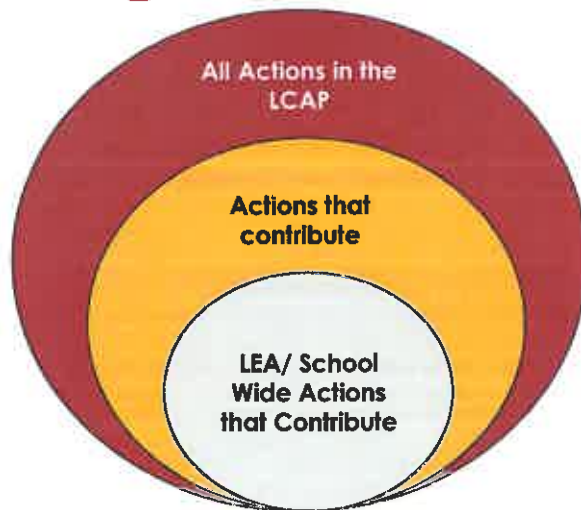 All Actions in the
LCAP
Actions that
contribute
LEA/ School
Wide Actions
that Contribute